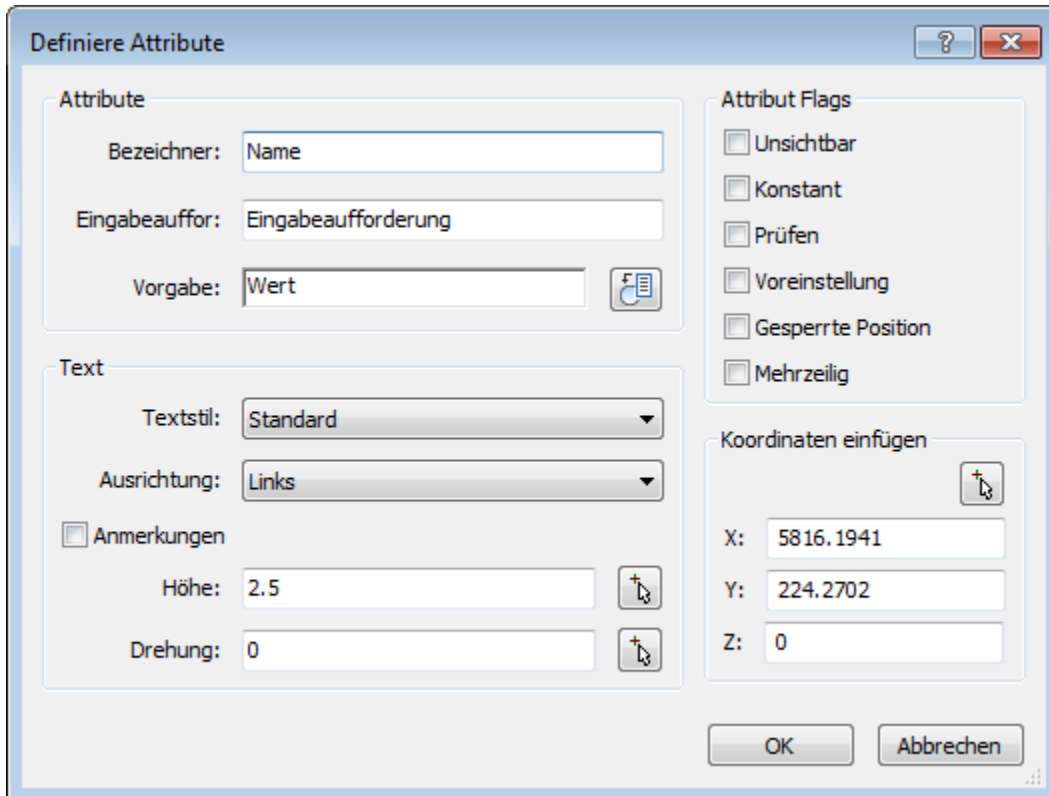 Definiere Attribute
Attribute
Bezeichner: Name
Eingabeauffor: Eingabeaufforderung
Vorgabe: Wert
Text
Textstil: Standard
Ausrichtung: Links
Anmerkungen
Höhe: 2.5
Drehung: 0
Attribut Flags
Unsichtbar
Konstant
Prüfen
Voreinstellung
Gesperrte Position
Mehrzeilig
Koordinaten einfügen
X: 5816.1941
Y: 224.2702
Z: 0
OK
Abbrechen